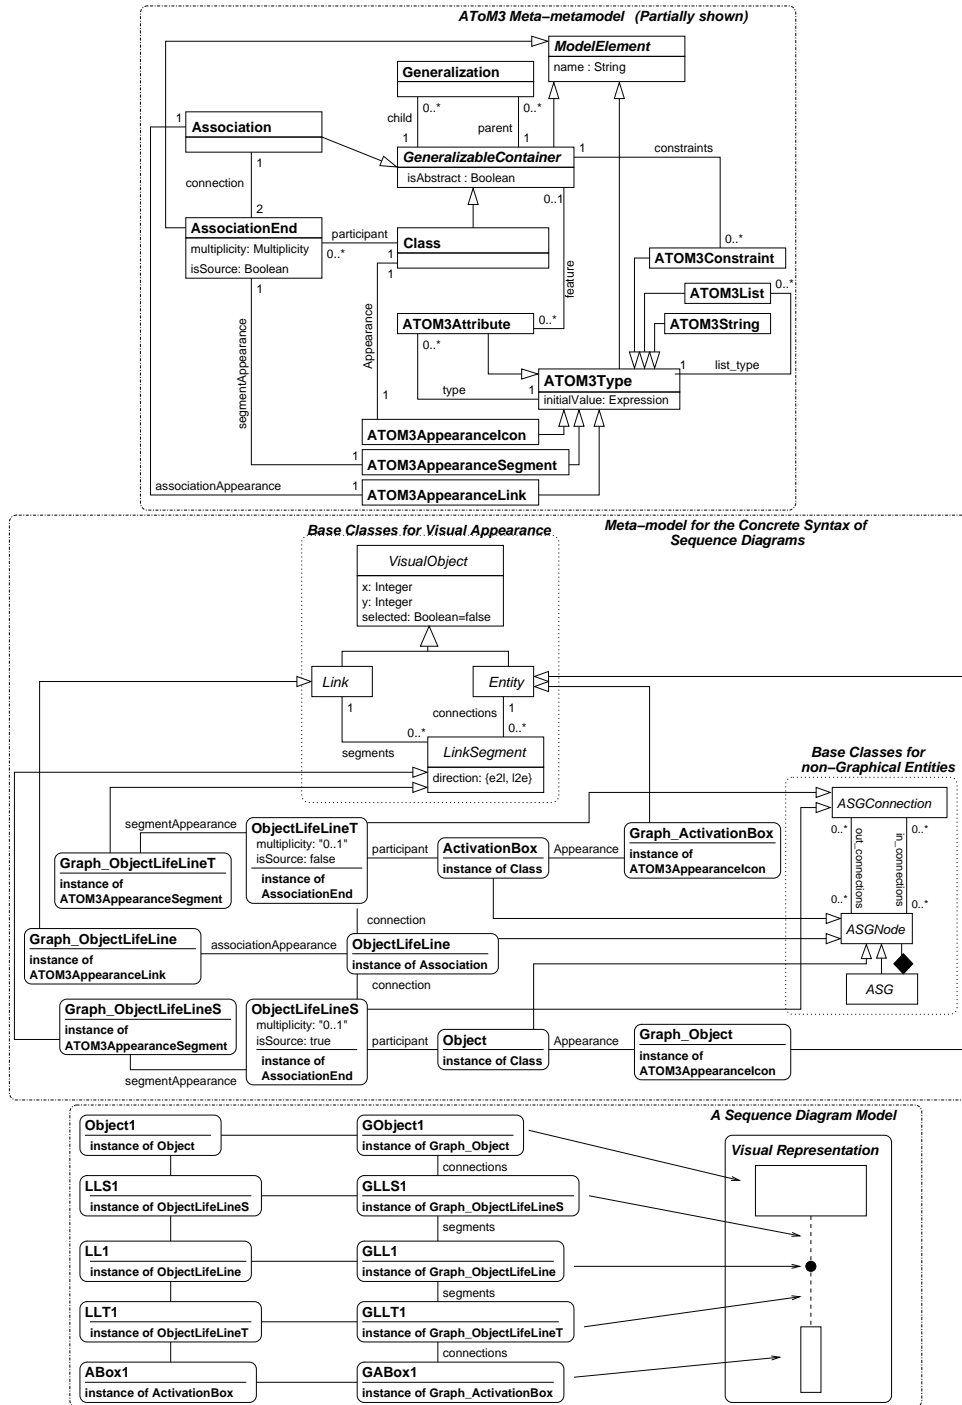 AToM3 Meta−metamodel (Partially shown)
ModelElement
name : String
Generalization
0..*
0..*
child
parent
1
1
1
Association
GeneralizableContainer
1
constraints
isAbstract : Boolean
1
connection
0..1
2
AssociationEnd
participant
Class
0..*
multiplicity: Multiplicity
0..*
1
isSource: Boolean
1
1
ATOM3Constraint
feature
ATOM3List
0..*
Appearance
ATOM3Attribute
0..*
ATOM3String
0..*
segmentAppearance
1
list_type
ATOM3Type
type
1
initialValue: Expression
1
ATOM3AppearanceIcon
1
ATOM3AppearanceSegment
associationAppearance
1
ATOM3AppearanceLink
Base Classes for Visual Appearance
Meta−model for the Concrete Syntax of
Sequence Diagrams
VisualObject
x: Integer
y: Integer
selected: Boolean=false
Link
Entity
1
connections
1
0..*
0..*
segments
LinkSegment
direction: {e2l, l2e}
Base Classes for
non−Graphical Entities
ASGConnection
0..*
0..*
out_connections
in_connections
0..*
0..*
ASGNode
ASG
segmentAppearance
ObjectLifeLineT
multiplicity: "0..1"
isSource: false
instance of
AssociationEnd
participant
ActivationBox
instance of Class
Appearance
Graph_ActivationBox
instance of
ATOM3AppearanceIcon
Graph_ObjectLifeLineT
instance of
ATOM3AppearanceSegment
connection
Graph_ObjectLifeLine
instance of
ATOM3AppearanceLink
associationAppearance
ObjectLifeLine
instance of Association
connection
Graph_ObjectLifeLineS
instance of
ATOM3AppearanceSegment
segmentAppearance
ObjectLifeLineS
multiplicity: "0..1"
isSource: true
instance of
AssociationEnd
participant
Object
instance of Class
Appearance
Graph_Object
instance of
ATOM3AppearanceIcon
A Sequence Diagram Model
Object1
instance of Object
GObject1
instance of Graph_Object
Visual Representation
connections
LLS1
instance of ObjectLifeLineS
GLLS1
instance of Graph_ObjectLifeLineS
segments
LL1
instance of ObjectLifeLine
GLL1
instance of Graph_ObjectLifeLine
segments
LLT1
instance of ObjectLifeLineT
GLLT1
instance of Graph_ObjectLifeLineT
connections
ABox1
instance of ActivationBox
GABox1
instance of Graph_ActivationBox